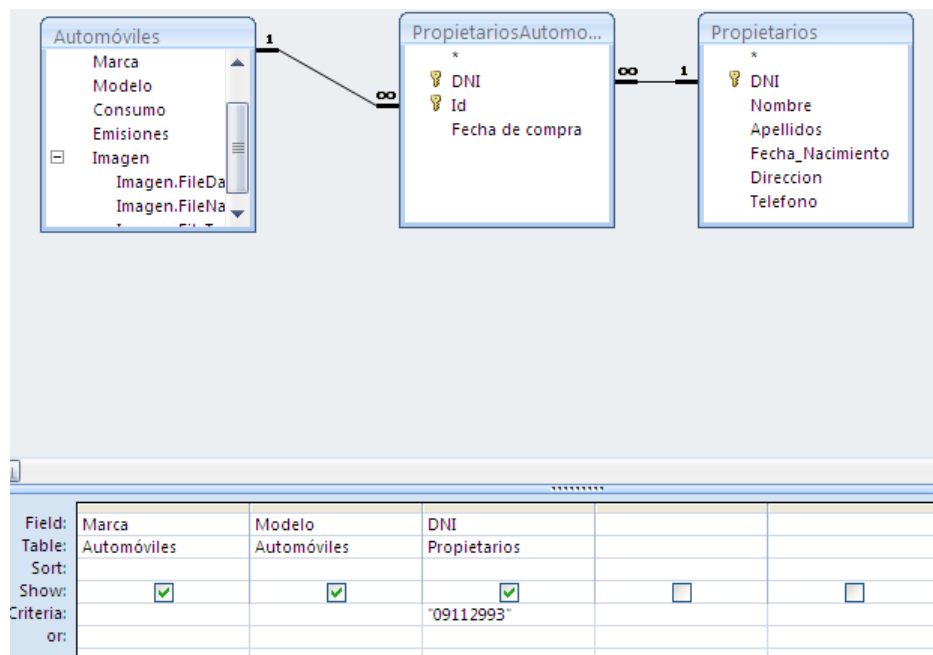 Automóviles
Marca
Modelo
Consumo
Emisiones
Imagen
Imagen.FileDa
Imagen.FileNa
1
∞
PropietariosAutomo...
*
DNI
Id
Fecha de compra
∞
1
Propietarios
*
DNI
Nombre
Apellidos
Fecha_Nacimiento
Direccion
Telefono
Field: Marca Modelo DNI
Table: Automóviles Automóviles Propietarios
Sort:
Show:
Criteria: "09112993"
or: